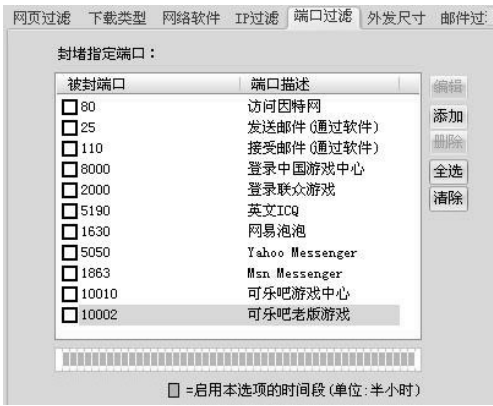 网页过滤 下载类型 网络软件 IP过滤 端口过滤 外发尺寸 邮件过
封堵指定端口：
被封端口 端口描述
80 访问因特网
25 发送邮件(通过软件)
110 接受邮件(通过软件)
8000 登录中国游戏中心
2000 登录联众游戏
5190 英文ICQ
1630 网易泡泡
5050 Yahoo Messenger
1863 Msn Messenger
10010 可乐吧游戏中心
10002 可乐吧老版游戏
编辑
添加
删除
全选
清除
=启用本选项的时间段(单位:半小时)